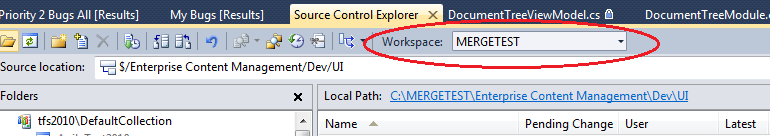 Priority 2 Bugs All [Results] My Bugs [Results] Source Control Explorer DocumentTreeViewModel.cs DocumentTreeModule.
Workspace: MERGETEST
Source location: $/Enterprise Content Management/Dev/UI
Folders Local Path: C:\MERGETEST\Enterprise Content Management\Dev\UI
tfs2010\DefaultCollection Name Pending Change User Latest